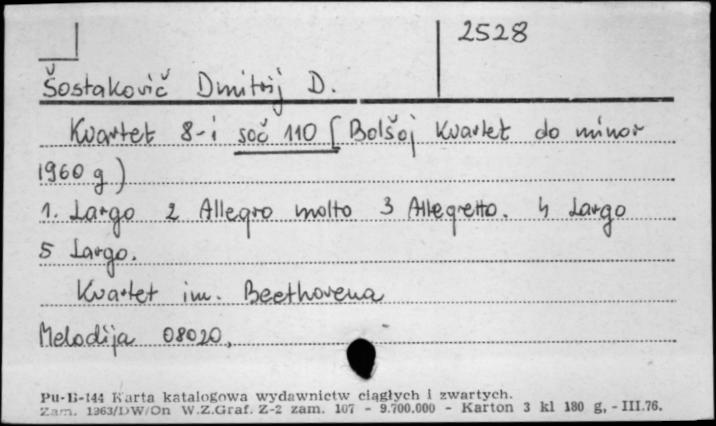 2528
Šostakovič Dmitrij D.
Kvartet 8-i soč 110 [Bolšoj Kvartet do minor
1960 g)
1. Largo 2 Allegro molto 3 Allegretto. 4 Largo
5 Largo.
Kvartet im. Beethovena
Melodija 08020,
Pu-B-144 Karta katalogowa wydawnictw ciągłych i zwartych.
Zam. 1363/DW/On W.Z.Graf. Z-2 zam. 107 - 9.700.000 - Karton 3 kl 180 g, - III.76.